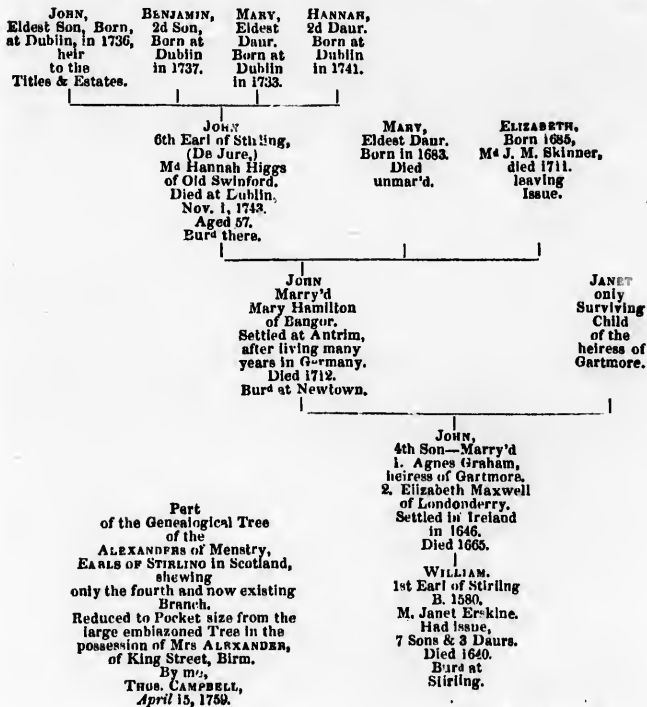 JOHN,
Eldest Son, Born,
at Dublin, in 1736,
heir
to the
Titles & Estates.
BENJAMIN,
2d Son,
Born at
Dublin
in 1737.
MARY,
Eldest
Daur.
Born at
Dublin
in 1733.
HANNAH,
2d Daur.
Born at
Dublin
in 1741.
JOHN
6th Earl of Stirling,
(De Jure,)
Md Hannah Higgs
of Old Swinford.
Died at Dublin,
Nov. 1, 1743.
Aged 57.
Burd there.
MARY,
Eldest Daur.
Born in 1683.
Died
unmar'd.
ELIZABETH,
Born 1685,
Md J. M. Skinner,
died 1711.
leaving
Issue.
JOHN
Marry'd
Mary Hamilton
of Bangor.
Settled at Antrim,
after living many
years in Germany.
Died 1712.
Burd at Newtown.
JANET
only
Surviving
Child
of the
heiress of
Gartmore.
JOHN,
4th Son—Marry'd
1. Agnes Graham,
heiress of Gartmore.
2. Elizabeth Maxwell
of Londonderry.
Settled in Ireland
in 1646.
Died 1665.
WILLIAM.
1st Earl of Stirling
B. 1580.
M. Janet Erskine.
Had issue,
7 Sons & 3 Daurs.
Died 1640.
Burd at
Stirling.
Part
of the Genealogical Tree
of the
ALEXANDERS of Menstry,
EARLS OF STIRLING in Scotland,
shewing
only the fourth and now existing
Branch.
Reduced to Pocket size from the
large emblazoned Tree in the
possession of Mrs ALEXANDER,
of King Street, Birm.
By me,
THOS. CAMPBELL,
April 15, 1759.